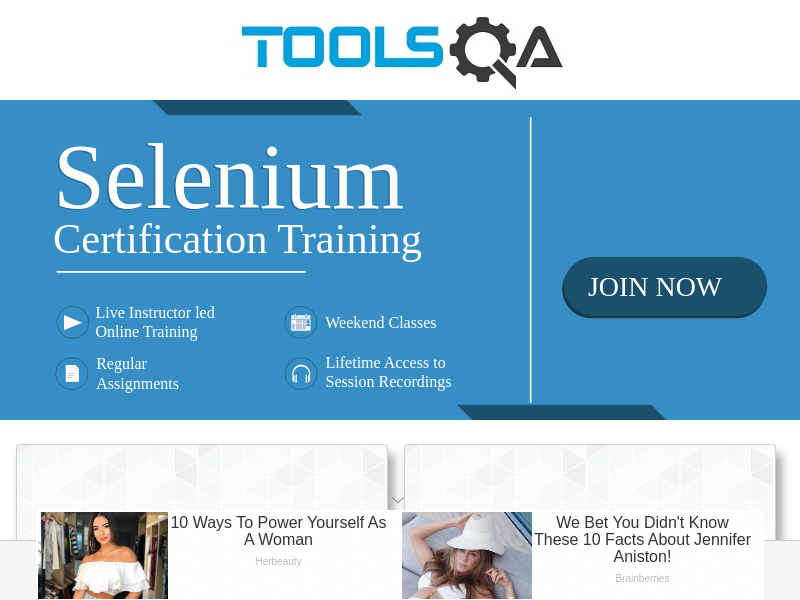 TOOLSQA
Selenium
Certification Training
JOIN NOW
Live Instructor led
Online Training
Weekend Classes
Regular
Assignments
Lifetime Access to
Session Recordings
10 Ways To Power Yourself As
A Woman
Herbeauty
We Bet You Didn't Know
These 10 Facts About Jennifer
Aniston!
Brainberries